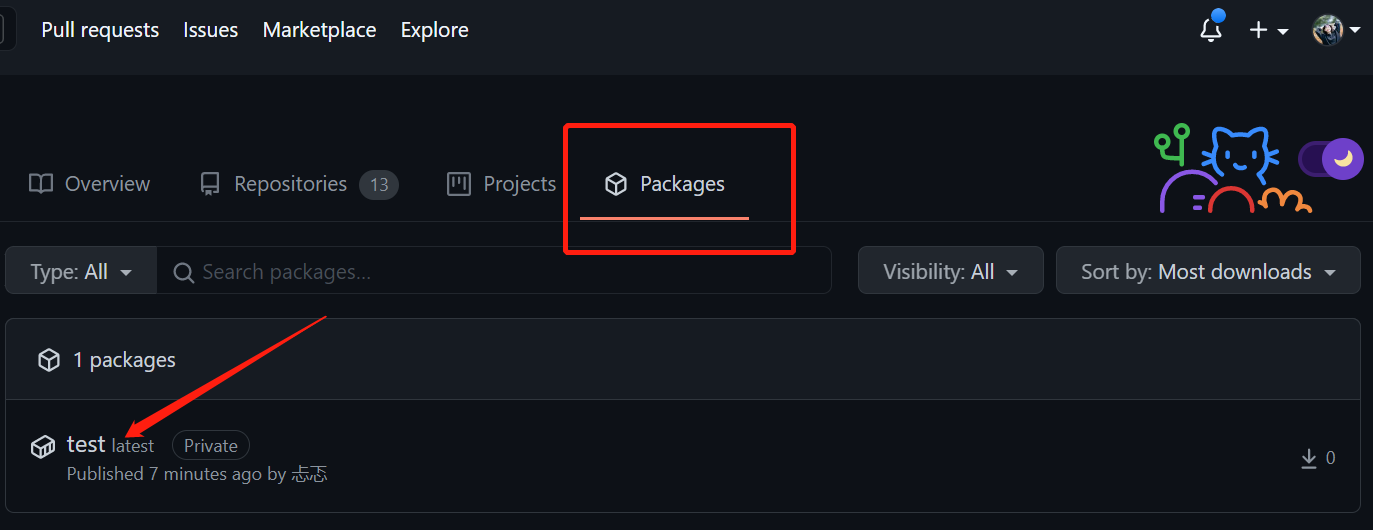 Pull requests Issues Marketplace Explore
Overview Repositories 13 Projects Packages
Type: All Search packages... Visibility: All Sort by: Most downloads
1 packages
test latest Private
Published 7 minutes ago by 忐忑 0